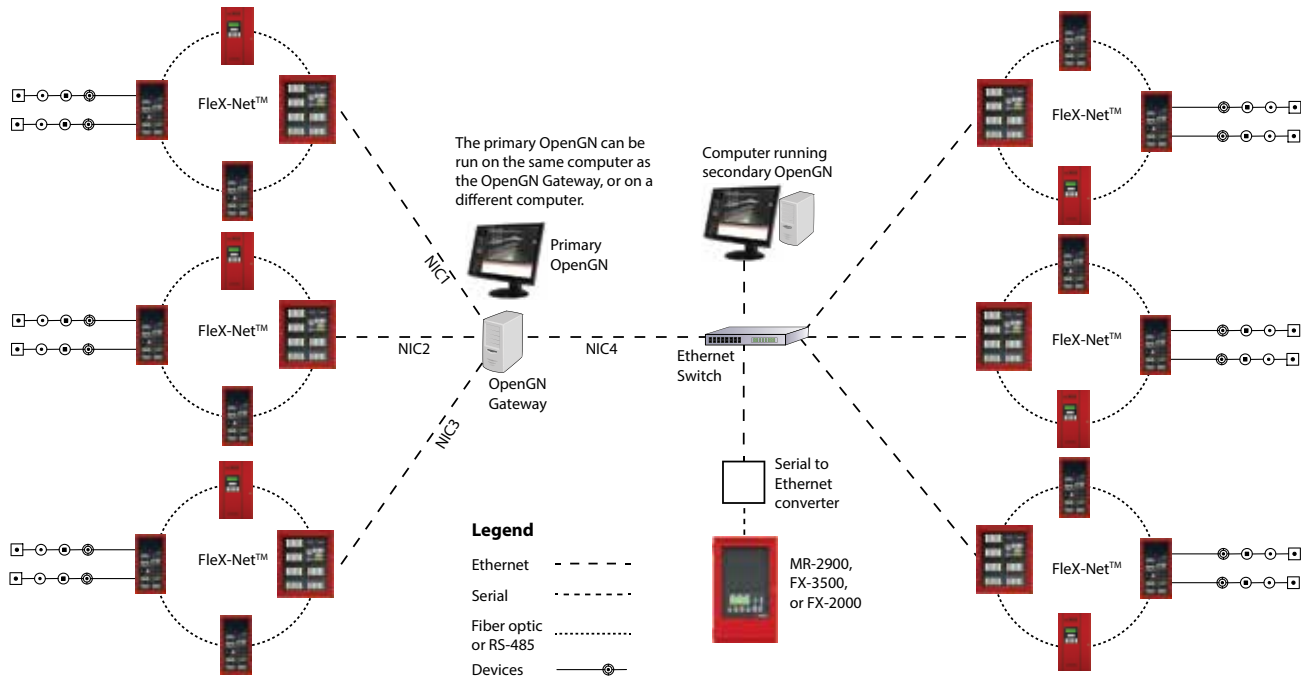 FleX-Net™
FleX-Net™
The primary OpenGN can be
run on the same computer as
the OpenGN Gateway, or on a
different computer.
Computer running
secondary OpenGN
Primary
OpenGN
NIC1
FleX-Net™
FleX-Net™
NIC2
NIC4
Ethernet
Switch
OpenGN
Gateway
NIC3
Serial to
Ethernet
converter
FleX-Net™
FleX-Net™
Legend
Ethernet
Serial
Fiber optic
or RS-485
Devices
MR-2900,
FX-3500,
or FX-2000